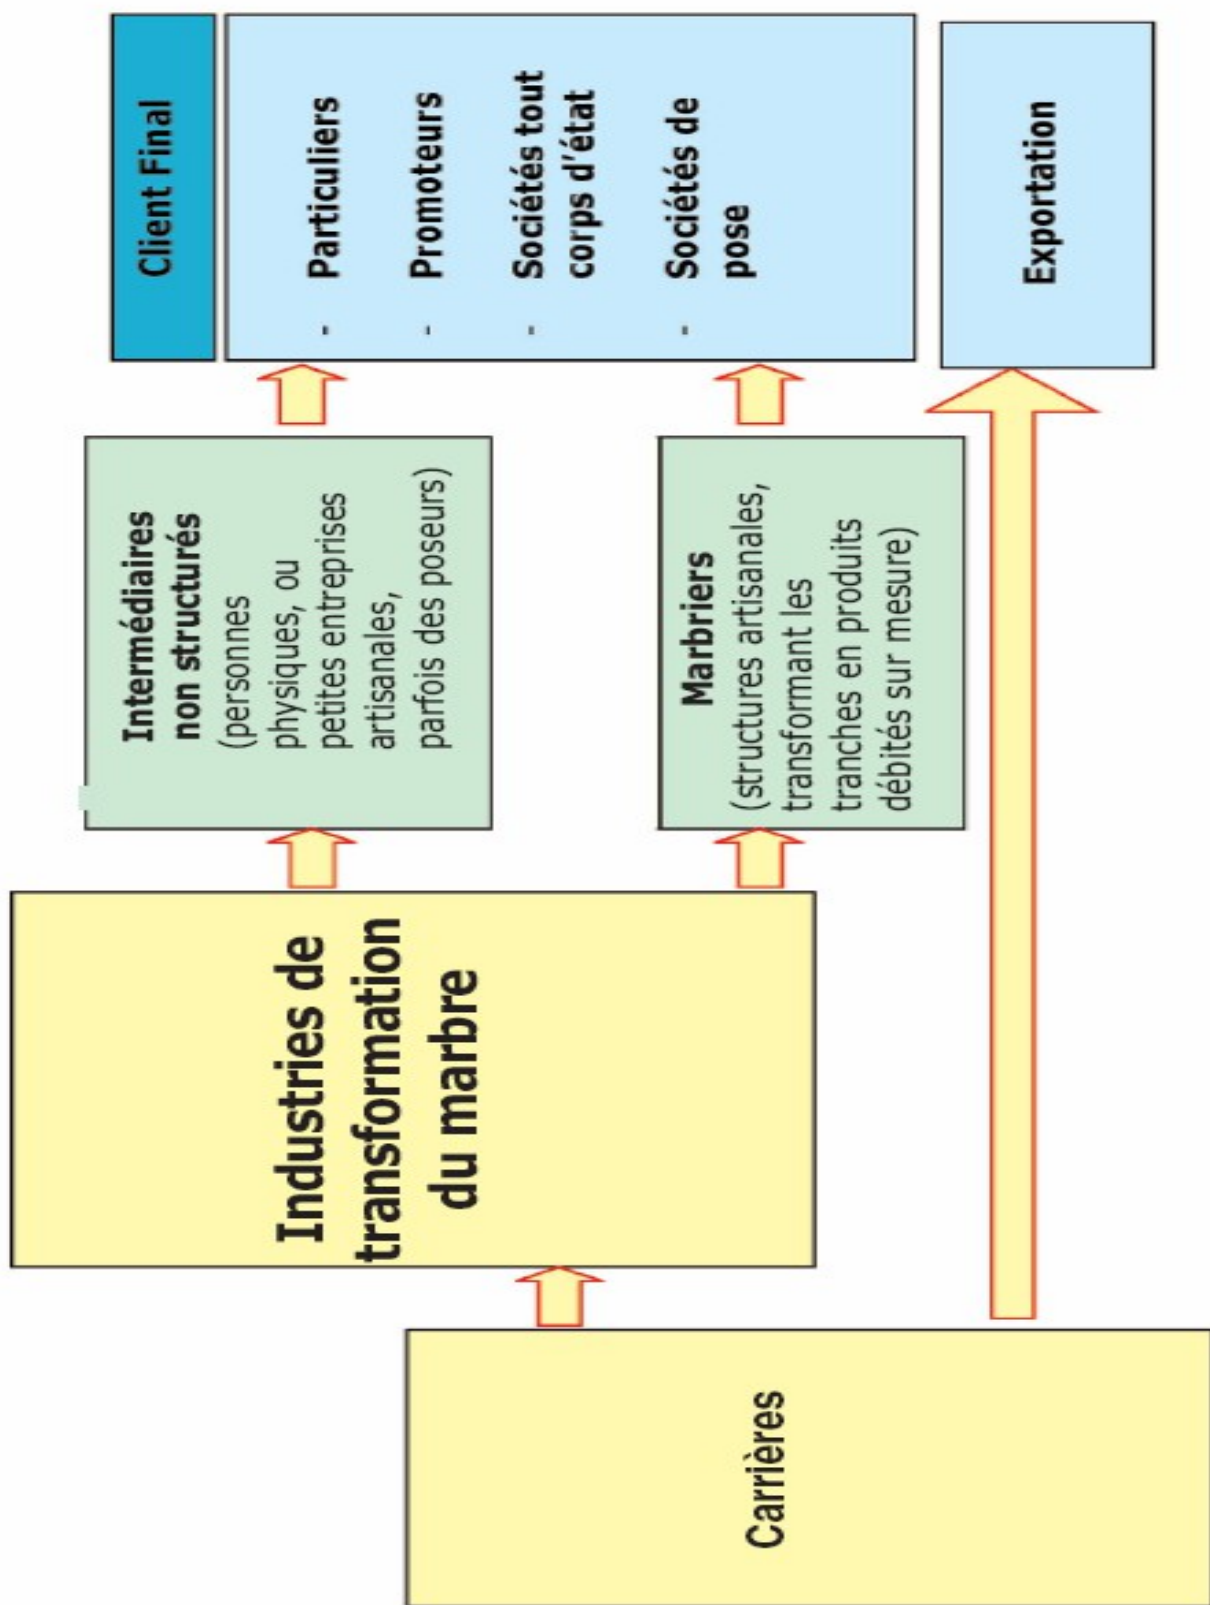 Carrières
Industries de
transformation
du marbre
Intermédiaires
non structurés
(personnes
physiques, ou
petites entreprises
artisanales,
parfois des poseurs)
Marbriers
(structures artisanales,
transformant les
tranches en produits
débités sur mesure)
Client Final
- Particuliers
- Promoteurs
- Sociétés tout
corps d'état
- Sociétés de
pose
Exportation